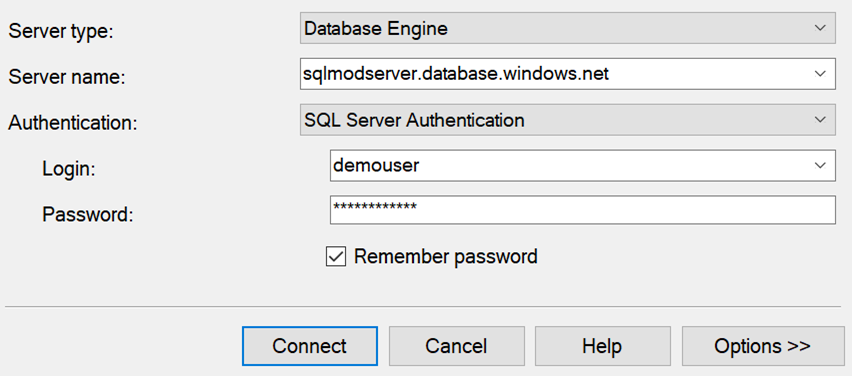 Server type: Database Engine
Server name: sqlmodserver.database.windows.net
Authentication: SQL Server Authentication
Login: demouser
Password: ************
Remember password
Connect Cancel Help Options >>